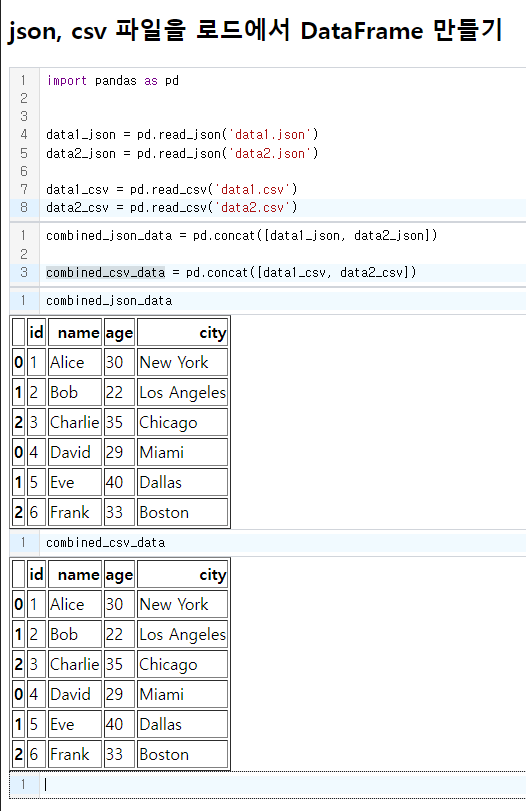 json, csv 파일을 로드에서 DataFrame 만들기
1 import pandas as pd
2
3
4 data1_json = pd.read_json('data1.json')
5 data2_json = pd.read_json('data2.json')
6
7 data1_csv = pd.read_csv('data1.csv')
8 data2_csv = pd.read_csv('data2.csv')
1 combined_json_data = pd.concat([data1_json, data2_json])
2
3 combined_csv_data = pd.concat([data1_csv, data2_csv])
1 combined_json_data
id name age city
0 1 Alice 30 New York
1 2 Bob 22 Los Angeles
2 3 Charlie 35 Chicago
0 4 David 29 Miami
1 5 Eve 40 Dallas
2 6 Frank 33 Boston
1 combined_csv_data
id name age city
0 1 Alice 30 New York
1 2 Bob 22 Los Angeles
2 3 Charlie 35 Chicago
0 4 David 29 Miami
1 5 Eve 40 Dallas
2 6 Frank 33 Boston
1